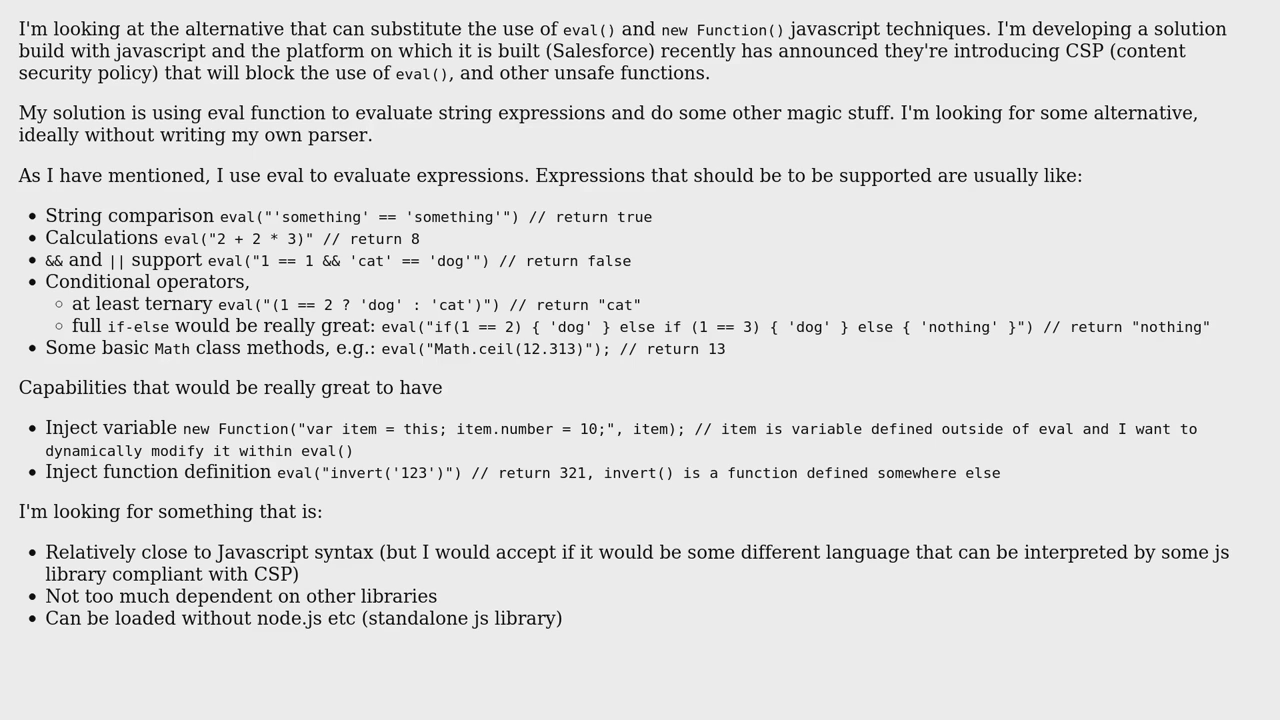 I'm looking at the alternative that can substitute the use of eval() and new Function() javascript techniques. I'm developing a solution
build with javascript and the platform on which it is built (Salesforce) recently has announced they're introducing CSP (content
security policy) that will block the use of eval(), and other unsafe functions.
My solution is using eval function to evaluate string expressions and do some other magic stuff. I'm looking for some alternative,
ideally without writing my own parser.
As I have mentioned, I use eval to evaluate expressions. Expressions that should be to be supported are usually like:
• String comparison eval("'something' == 'something'") // return true
• Calculations eval("2 + 2 * 3)" // return 8
• && and || support eval("1 == 1 && 'cat' == 'dog'") // return false
• Conditional operators,
◦ at least ternary eval("(1 == 2 ? 'dog' : 'cat')") // return "cat"
◦ full if-else would be really great: eval("if(1 == 2) { 'dog' } else if (1 == 3) { 'dog' } else { 'nothing' }") // return "nothing"
• Some basic Math class methods, e.g.: eval("Math.ceil(12.313)"); // return 13
Capabilities that would be really great to have
• Inject variable new Function("var item = this; item.number = 10;", item); // item is variable defined outside of eval and I want to
dynamically modify it within eval()
• Inject function definition eval("invert('123')") // return 321, invert() is a function defined somewhere else
I'm looking for something that is:
• Relatively close to Javascript syntax (but I would accept if it would be some different language that can be interpreted by some js
library compliant with CSP)
• Not too much dependent on other libraries
• Can be loaded without node.js etc (standalone js library)